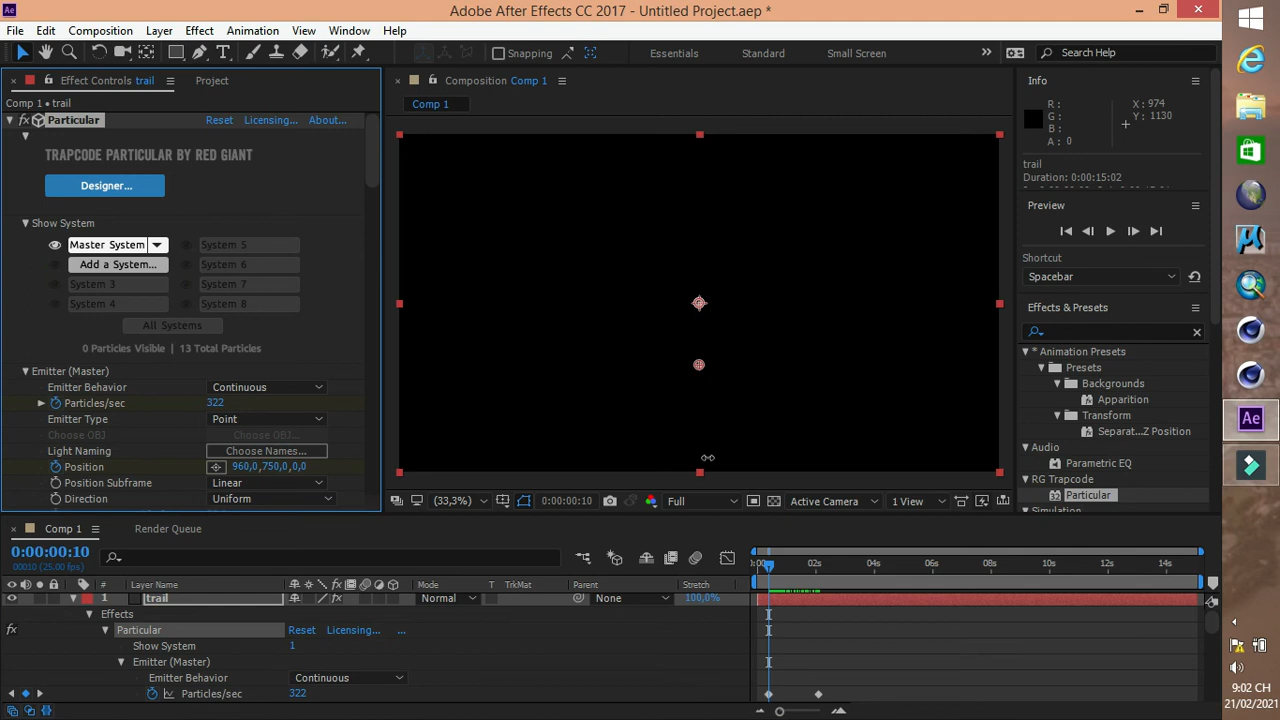 Adobe After Effects CC 2017 - Untitled Project.aep *
File Edit Composition Layer Effect Animation View Window Help
Snapping Essentials Standard Small Screen Search Help
Effect Controls trail Project
Composition Comp 1
Info
Comp 1 • trail
Comp 1
fx Particular Reset Licensing... About...
R: X: 974
G: Y: 1130
B:
A: 0
TRAPCODE PARTICULAR BY RED GIANT
trail
Duration: 0:00:15:02
Designer...
Preview
Show System
Master System System 5
Add a System... System 6
System 3 System 7
System 4 System 8
All Systems
0 Particles Visible | 13 Total Particles
Shortcut
Spacebar
Effects & Presets
* Animation Presets
Presets
Backgrounds
Apparition
Transform
Separat...Z Position
Audio
Parametric EQ
RG Trapcode
Particular
Emitter (Master)
Emitter Behavior Continuous
Particles/sec 322
Emitter Type Point
Choose OBJ Choose OBJ...
Light Naming Choose Names...
Position 960,0,750,0,0,0
Position Subframe Linear
Direction Uniform
(33,3%) 0:00:00:10 Full Active Camera 1 View
Comp 1 Render Queue
0:00:00:10
00010 (25.00 fps)
02s 04s 06s 08s 10s 12s 14s
# Layer Name Mode T TrkMat Parent Stretch
1 trail Normal None 100,0%
Effects
fx Particular Reset Licensing... ...
Show System 1
Emitter (Master)
Emitter Behavior Continuous
Particles/sec 322
9:02 CH
21/02/2021